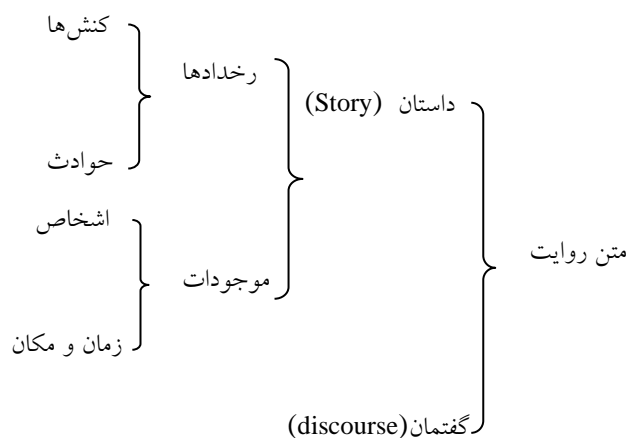 کنش‌ها
رخدادها
داستان (Story)
حوادث
اشخاص
متن روایت
موجودات
زمان و مکان
گفتمان(discourse)